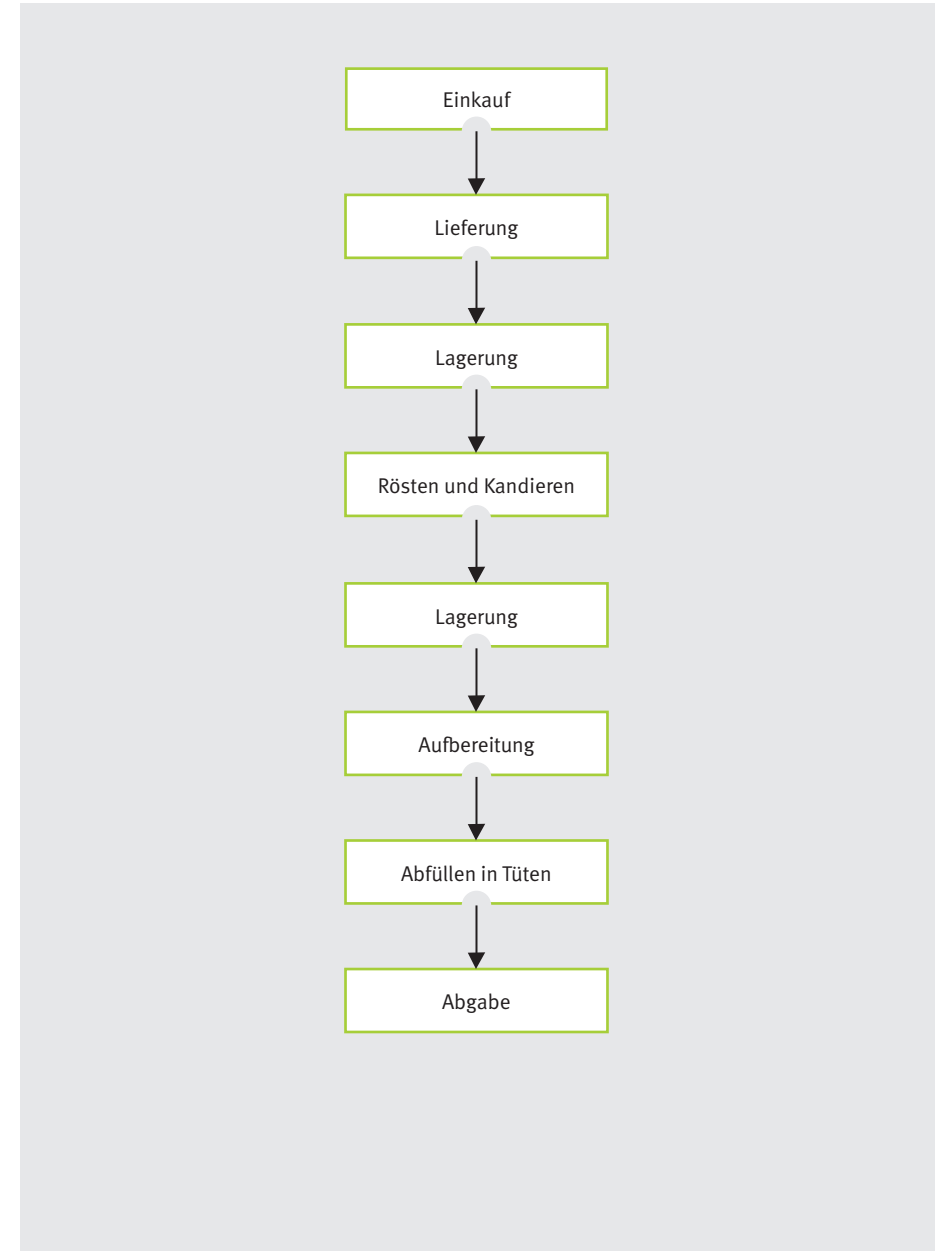 Einkauf
Lieferung
Lagerung
Rösten und Kandieren
Lagerung
Aufbereitung
Abfüllen in Tüten
Abgabe